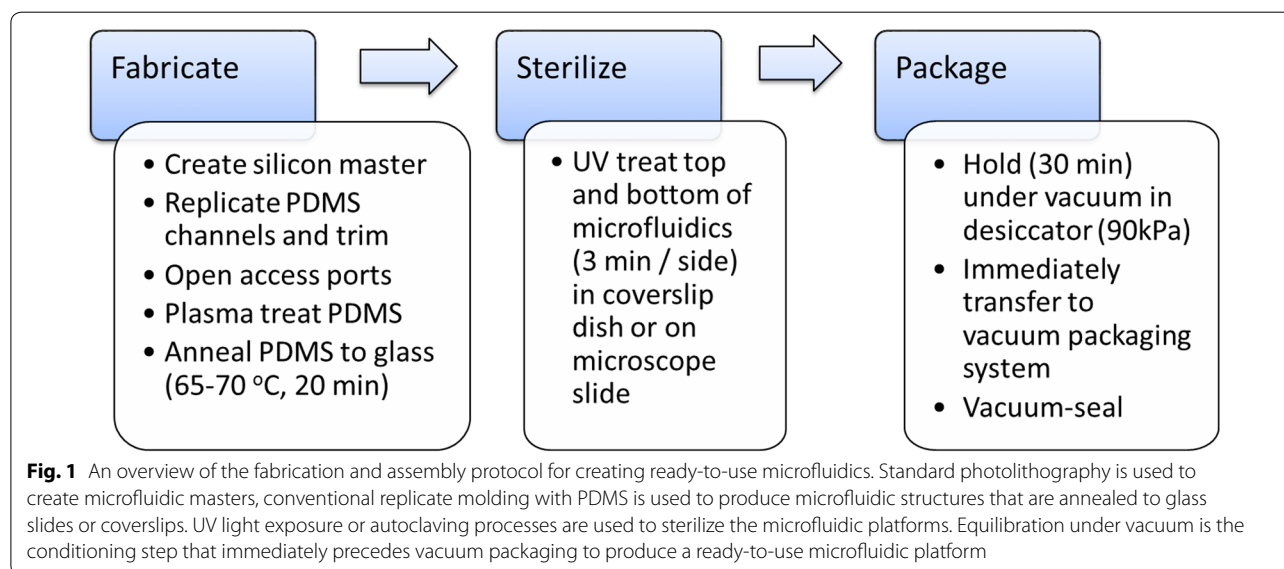 Fabricate
• Create silicon master
• Replicate PDMS
channels and trim
• Open access ports
• Plasma treat PDMS
• Anneal PDMS to glass
(65-70 °C, 20 min)
Sterilize
• UV treat top
and bottom of
microfluidics
(3 min / side)
in coverslip
dish or on
microscope
slide
Package
• Hold (30 min)
under vacuum in
desiccator (90kPa)
• Immediately
transfer to
vacuum packaging
system
• Vacuum-seal
Fig. 1 An overview of the fabrication and assembly protocol for creating ready-to-use microfluidics. Standard photolithography is used to
create microfluidic masters, conventional replicate molding with PDMS is used to produce microfluidic structures that are annealed to glass
slides or coverslips. UV light exposure or autoclaving processes are used to sterilize the microfluidic platforms. Equilibration under vacuum is the
conditioning step that immediately precedes vacuum packaging to produce a ready-to-use microfluidic platform